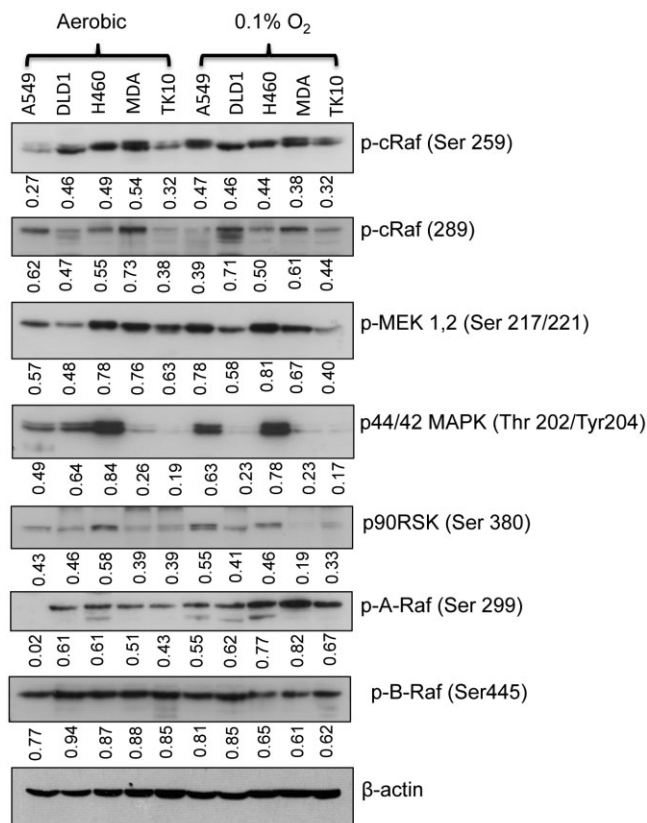 Aerobic 0.1% O₂
A549 DLD1 H460 MDA TK10 A549 DLD1 H460 MDA TK10
p-cRaf (Ser 259)
0.27 0.46 0.49 0.54 0.32 0.47 0.46 0.44 0.38 0.32
p-cRaf (289)
0.62 0.47 0.55 0.73 0.38 0.39 0.71 0.50 0.61 0.44
p-MEK 1,2 (Ser 217/221)
0.57 0.48 0.78 0.76 0.63 0.78 0.58 0.81 0.67 0.40
p44/42 MAPK (Thr 202/Tyr204)
0.49 0.64 0.84 0.26 0.19 0.63 0.23 0.78 0.23 0.17
p90RSK (Ser 380)
0.43 0.46 0.58 0.39 0.39 0.55 0.41 0.46 0.19 0.33
p-A-Raf (Ser 299)
0.02 0.61 0.61 0.51 0.43 0.55 0.62 0.77 0.82 0.67
p-B-Raf (Ser445)
0.77 0.94 0.87 0.88 0.85 0.81 0.85 0.65 0.61 0.62
β-actin